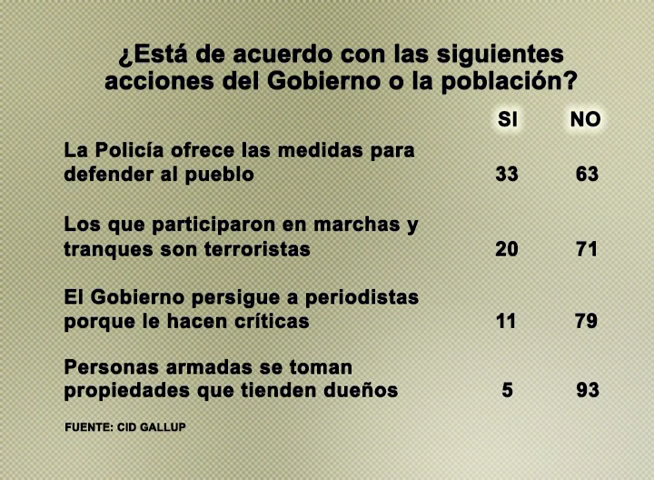 ¿Está de acuerdo con las siguientes
acciones del Gobierno o la población?
SI NO
La Policía ofrece las medidas para
defender al pueblo 33 63
Los que participaron en marchas y
tranques son terroristas 20 71
El Gobierno persigue a periodistas
porque le hacen críticas 11 79
Personas armadas se toman
propiedades que tienden dueños 5 93
FUENTE: CID GALLUP